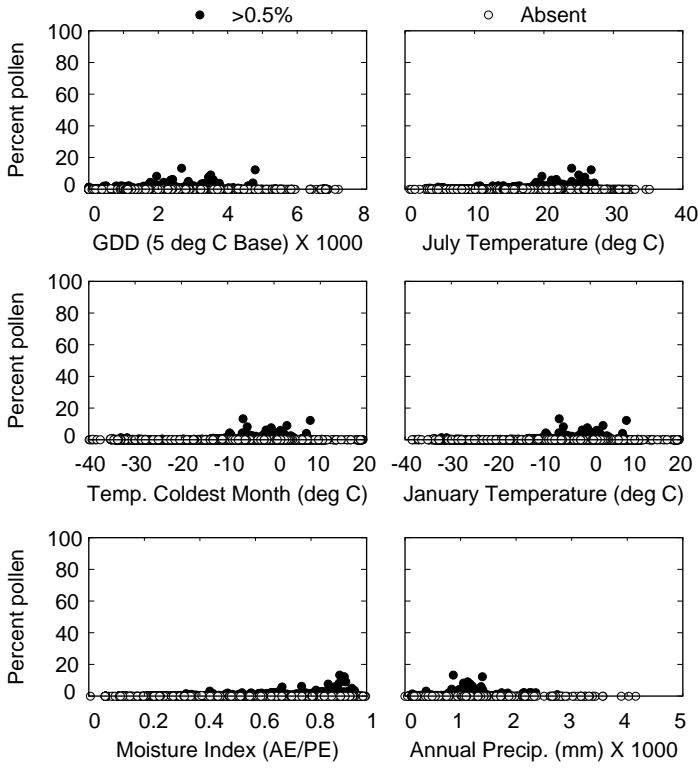 >0.5% Absent
Percent pollen
100
80
60
40
20
0
0 2 4 6 8
GDD (5 deg C Base) X 1000
0 10 20 30 40
July Temperature (deg C)
Percent pollen
100
80
60
40
20
0
-40 -30 -20 -10 0 10 20
Temp. Coldest Month (deg C)
-40 -30 -20 -10 0 10 20
January Temperature (deg C)
Percent pollen
100
80
60
40
20
0
0 0.2 0.4 0.6 0.8 1
Moisture Index (AE/PE)
0 1 2 3 4 5
Annual Precip. (mm) X 1000